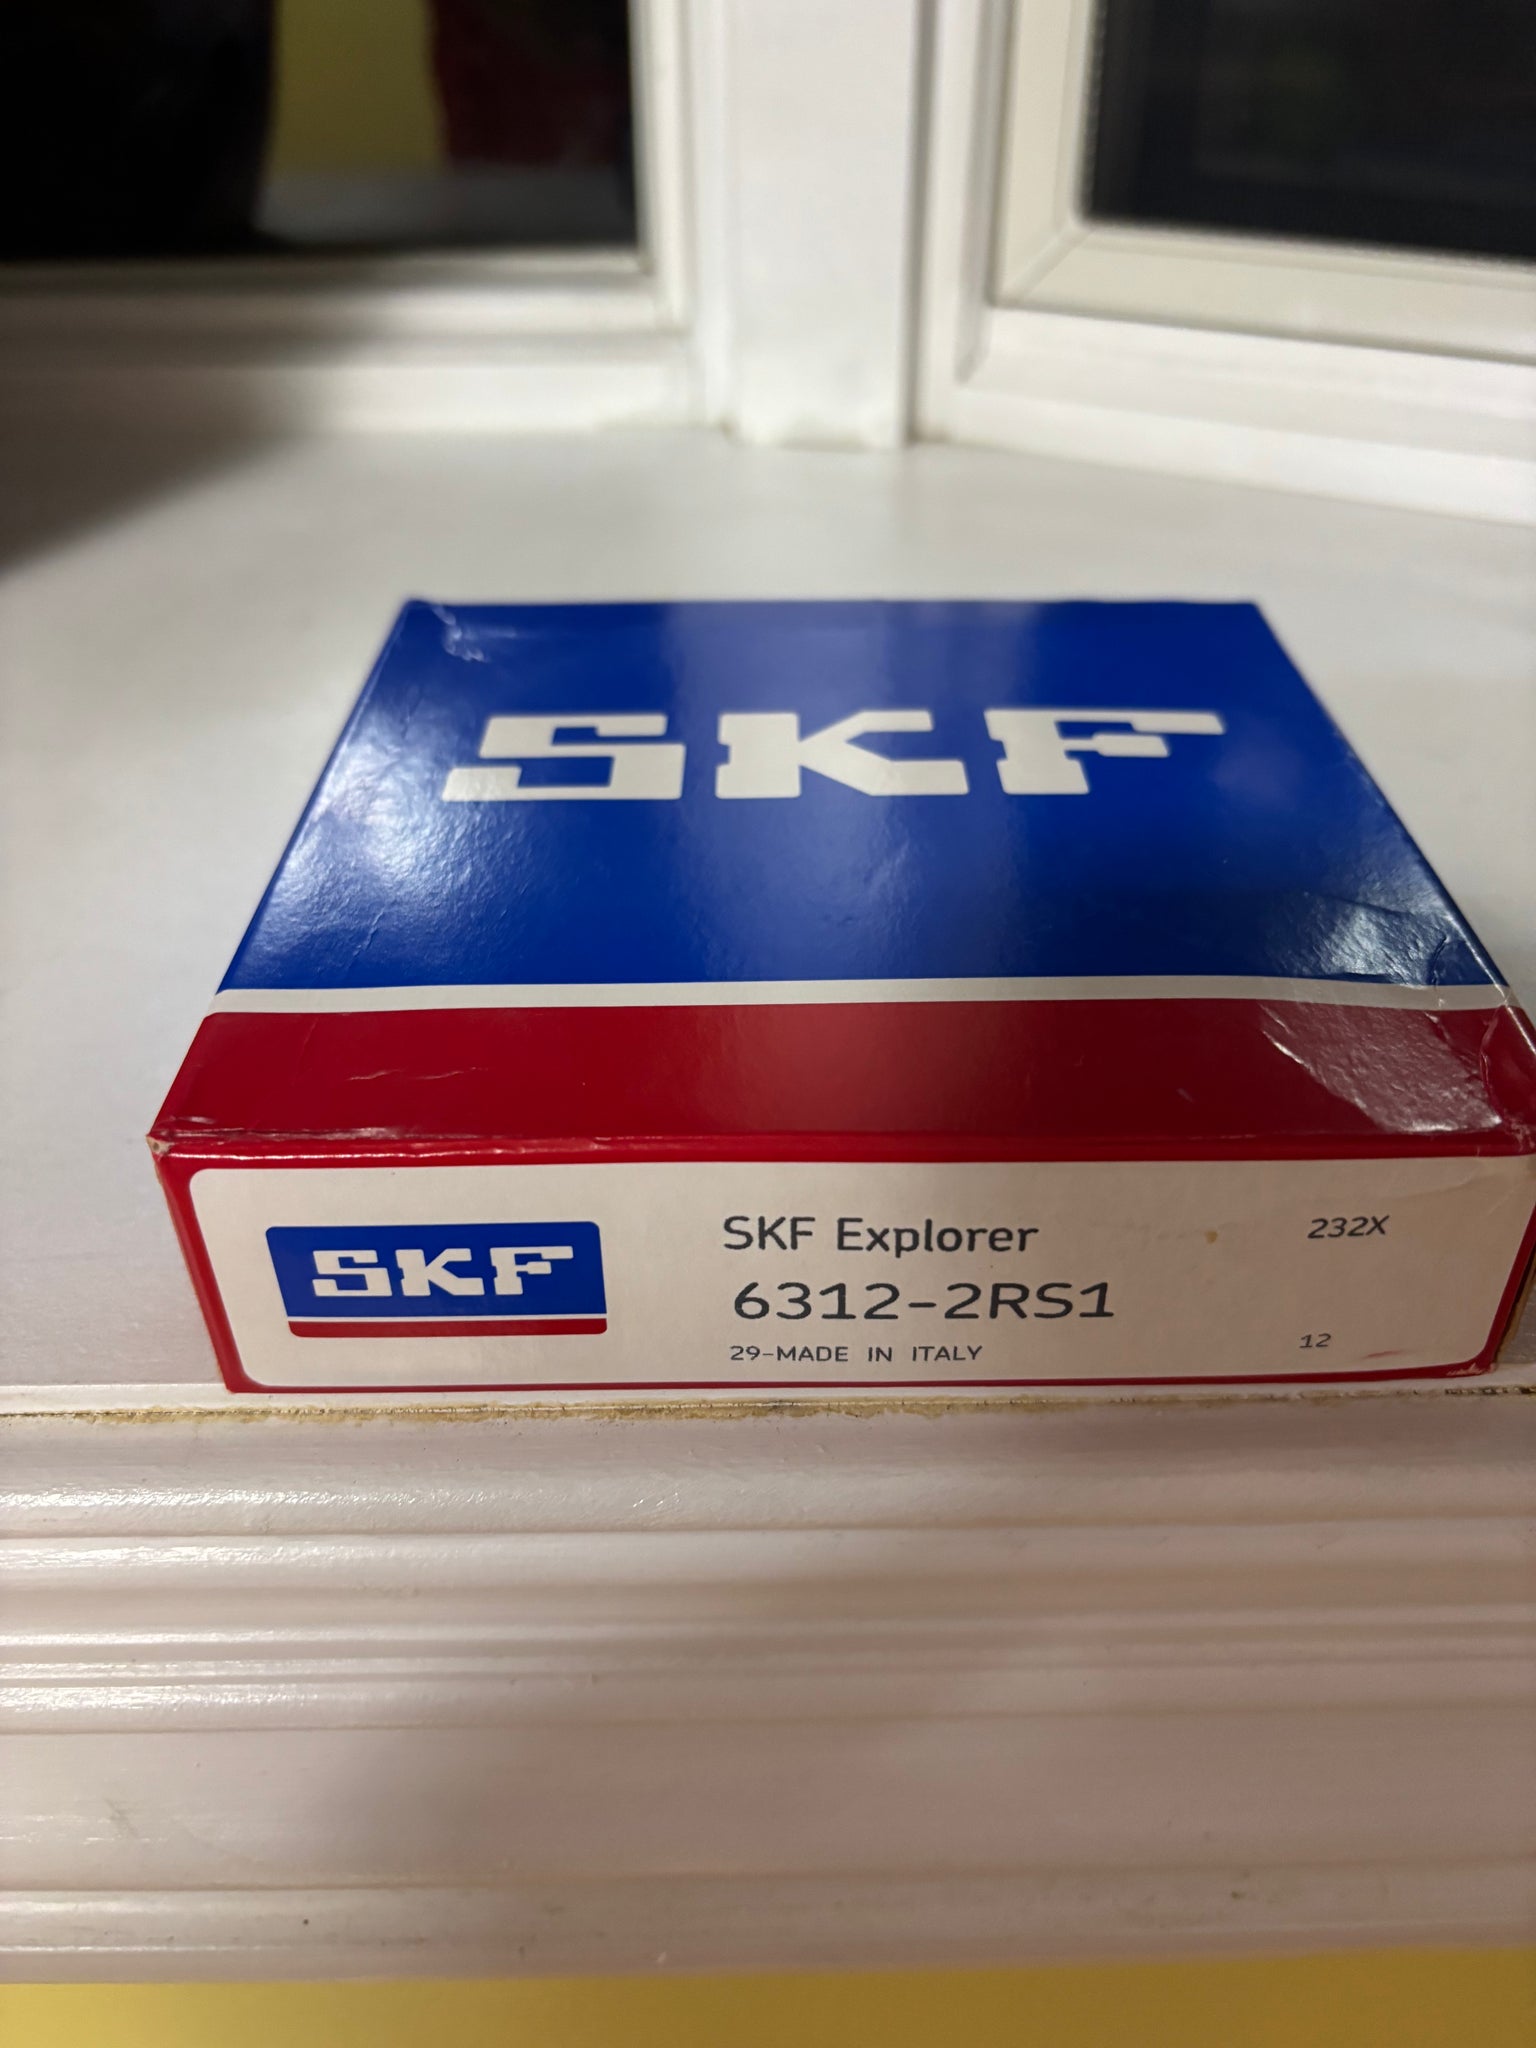 SKF
SKF
SKF Explorer
232X
6312-2RS1
29-MADE IN ITALY
12